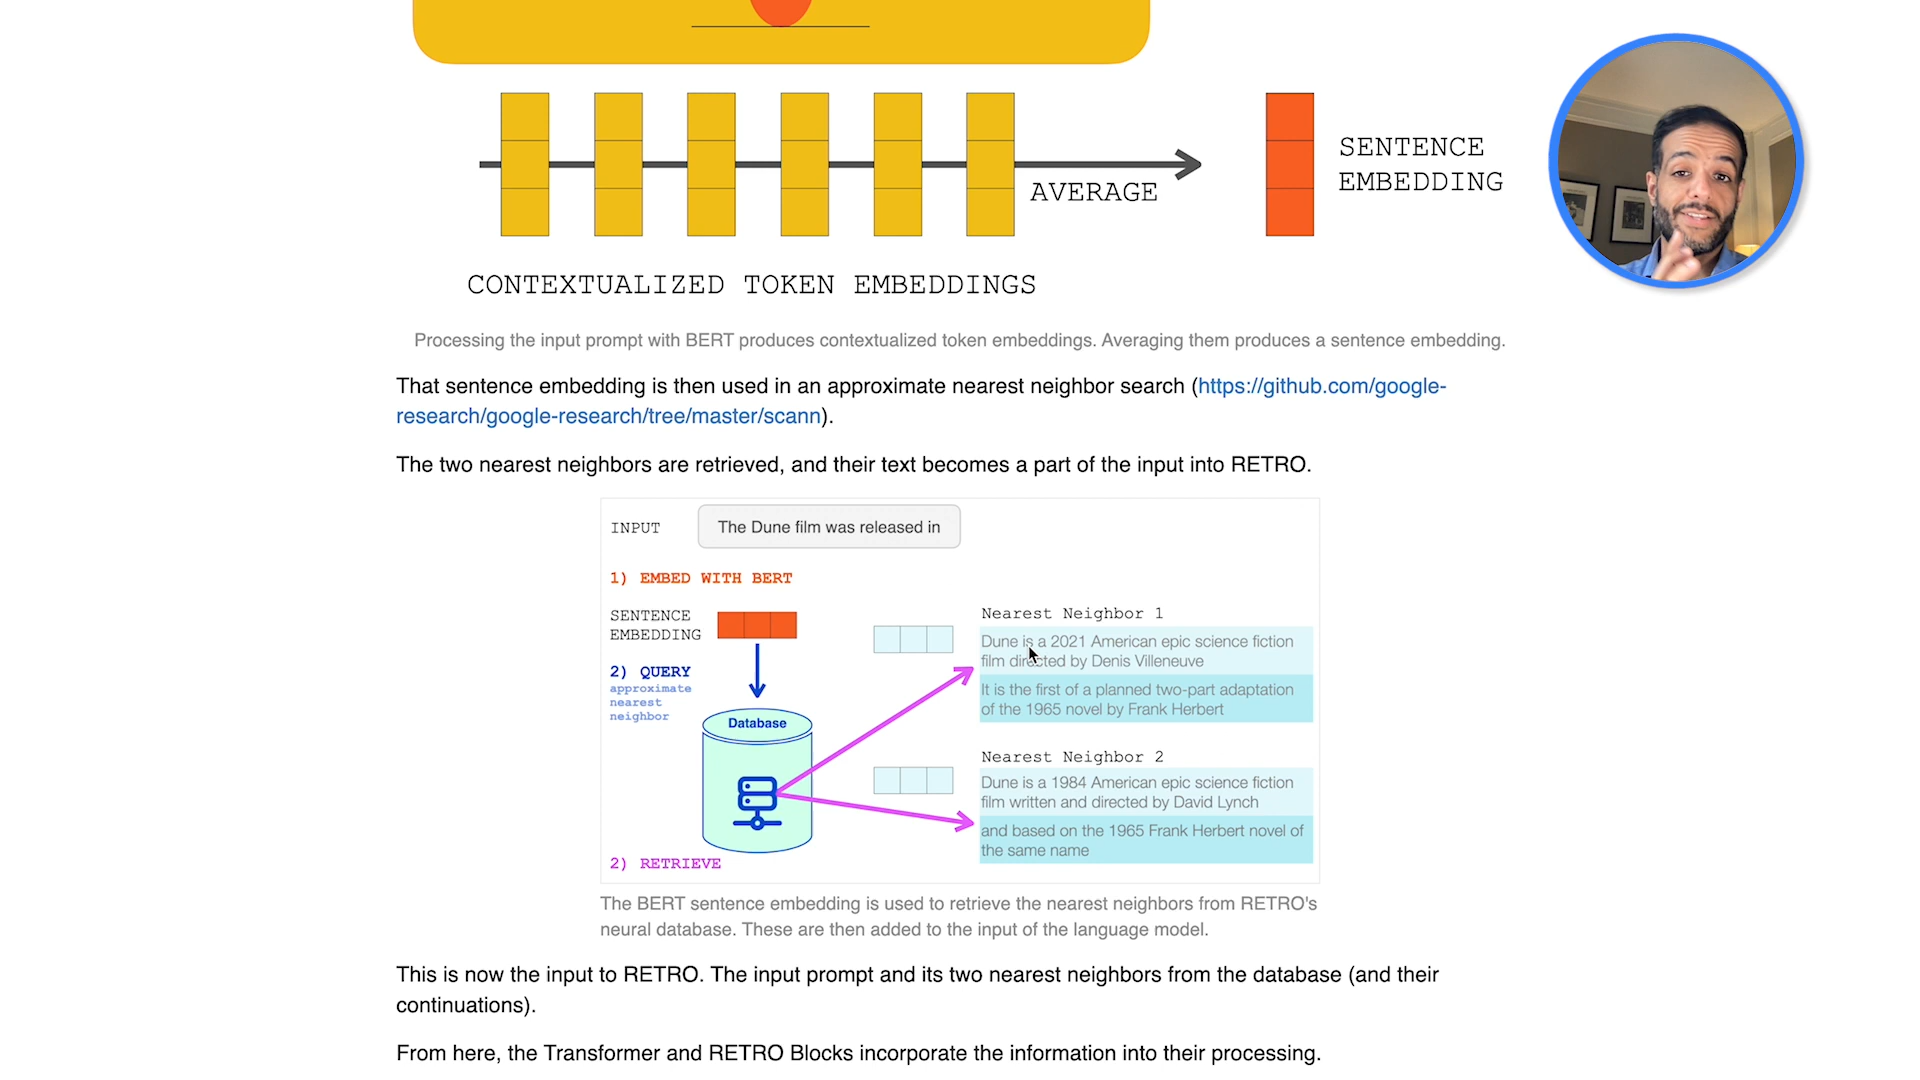 AVERAGE
SENTENCE
EMBEDDING
CONTEXTUALIZED TOKEN EMBEDDINGS
Processing the input prompt with BERT produces contextualized token embeddings. Averaging them produces a sentence embedding.
That sentence embedding is then used in an approximate nearest neighbor search (https://github.com/google-
research/google-research/tree/master/scann).
The two nearest neighbors are retrieved, and their text becomes a part of the input into RETRO.
INPUT
The Dune film was released in
1) EMBED WITH BERT
SENTENCE
EMBEDDING
2) QUERY
approximate
nearest
neighbor
Database
2) RETRIEVE
Nearest Neighbor 1
Dune is a 2021 American epic science fiction
film directed by Denis Villeneuve
It is the first of a planned two-part adaptation
of the 1965 novel by Frank Herbert
Nearest Neighbor 2
Dune is a 1984 American epic science fiction
film written and directed by David Lynch
and based on the 1965 Frank Herbert novel of
the same name
The BERT sentence embedding is used to retrieve the nearest neighbors from RETRO's
neural database. These are then added to the input of the language model.
This is now the input to RETRO. The input prompt and its two nearest neighbors from the database (and their
continuations).
From here, the Transformer and RETRO Blocks incorporate the information into their processing.